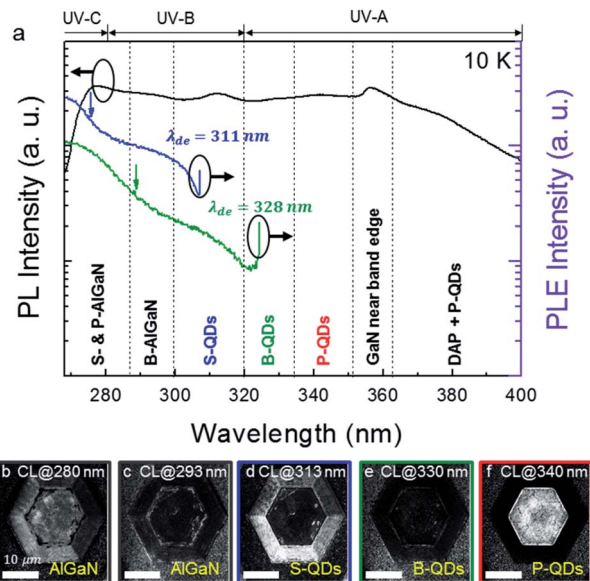 UV-C UV-B UV-A
a
10 K
λde = 311 nm
λde = 328 nm
PL Intensity (a. u.)
PLE Intensity (a. u.)
S- & P-AlGaN
B-AlGaN
S-QDs
B-QDs
P-QDs
GaN near band edge
DAP + P-QDs
280 300 320 340 360 380 400
Wavelength (nm)
b CL@280 nm
10 μm
AlGaN
c CL@293 nm
AlGaN
d CL@313 nm
S-QDs
e CL@330 nm
B-QDs
f CL@340 nm
P-QDs